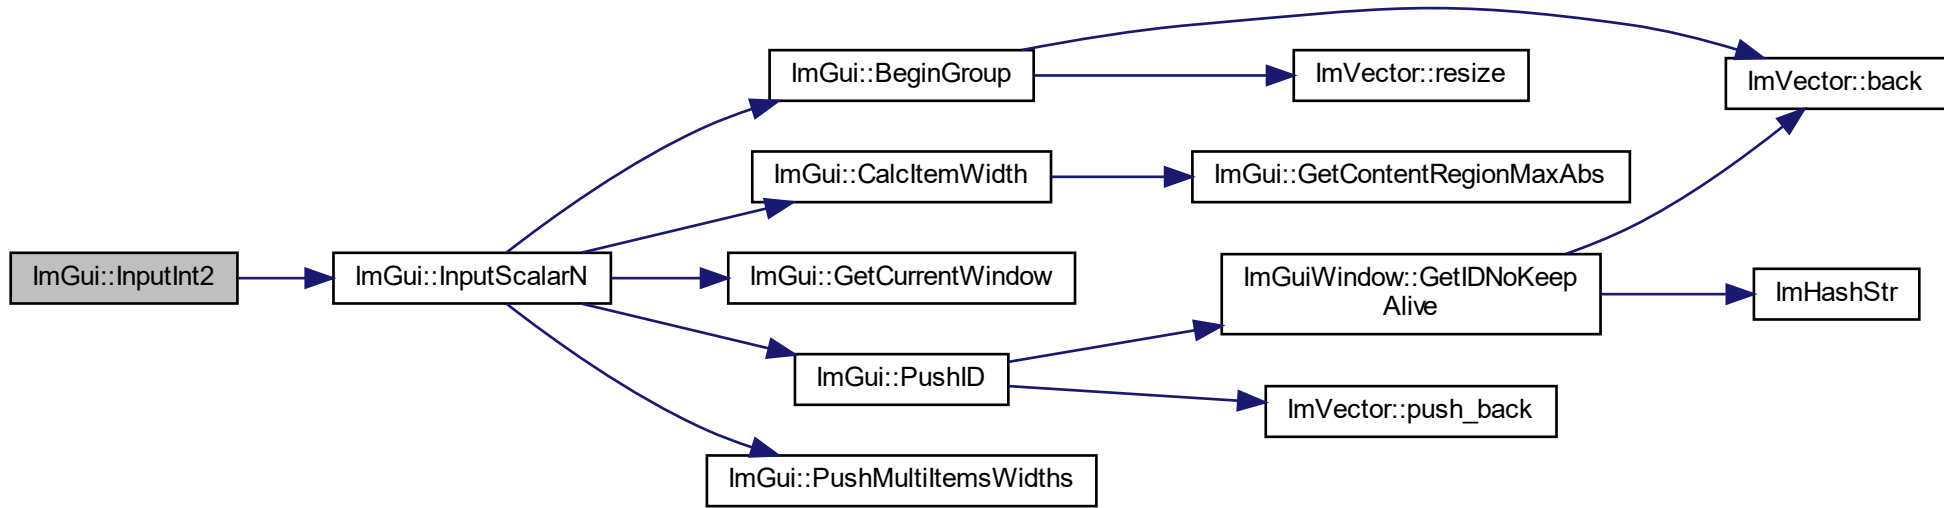 ImGui::InputInt2
ImGui::InputScalarN
ImGui::BeginGroup
ImGui::CalcItemWidth
ImGui::GetCurrentWindow
ImGui::PushID
ImGui::PushMultiItemsWidths
ImVector::resize
ImGui::GetContentRegionMaxAbs
ImGuiWindow::GetIDNoKeep
Alive
ImVector::push_back
ImVector::back
ImHashStr